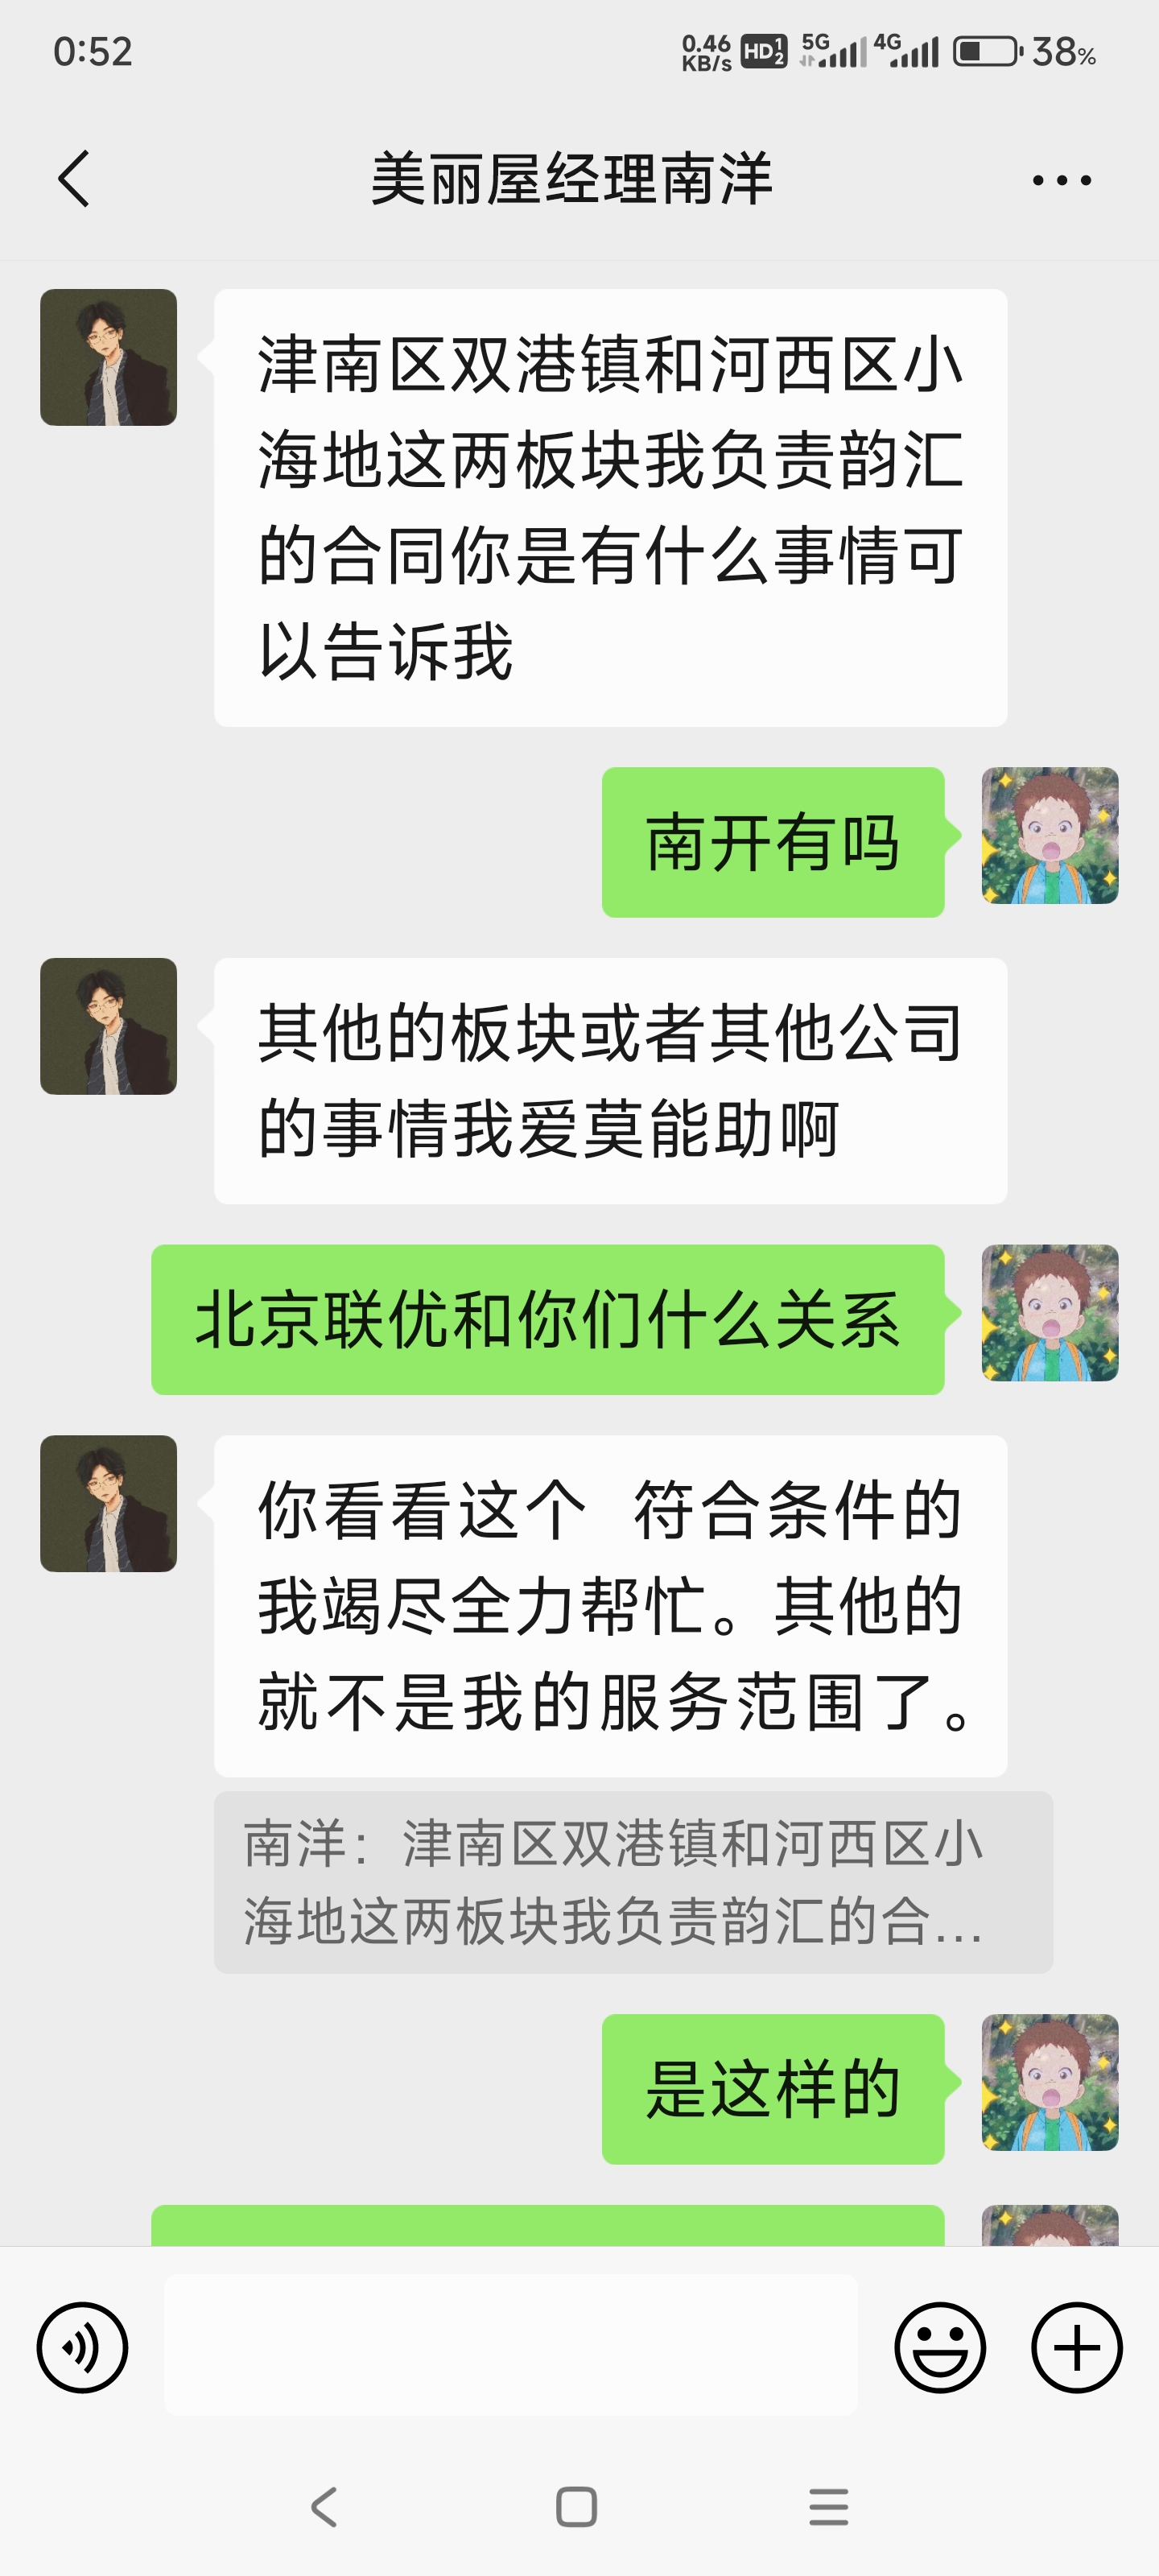 0:52
0.46 KB/s HD 1 2 5G 4G 38%
美丽屋经理南洋
津南区双港镇和河西区小
海地这两板块我负责韵汇
的合同你是有什么事情可
以告诉我
南开有吗
其他的板块或者其他公司
的事情我爱莫能助啊
北京联优和你们什么关系
你看看这个 符合条件的
我竭尽全力帮忙。其他的
就不是我的服务范围了。
南洋：津南区双港镇和河西区小
海地这两板块我负责韵汇的合...
是这样的